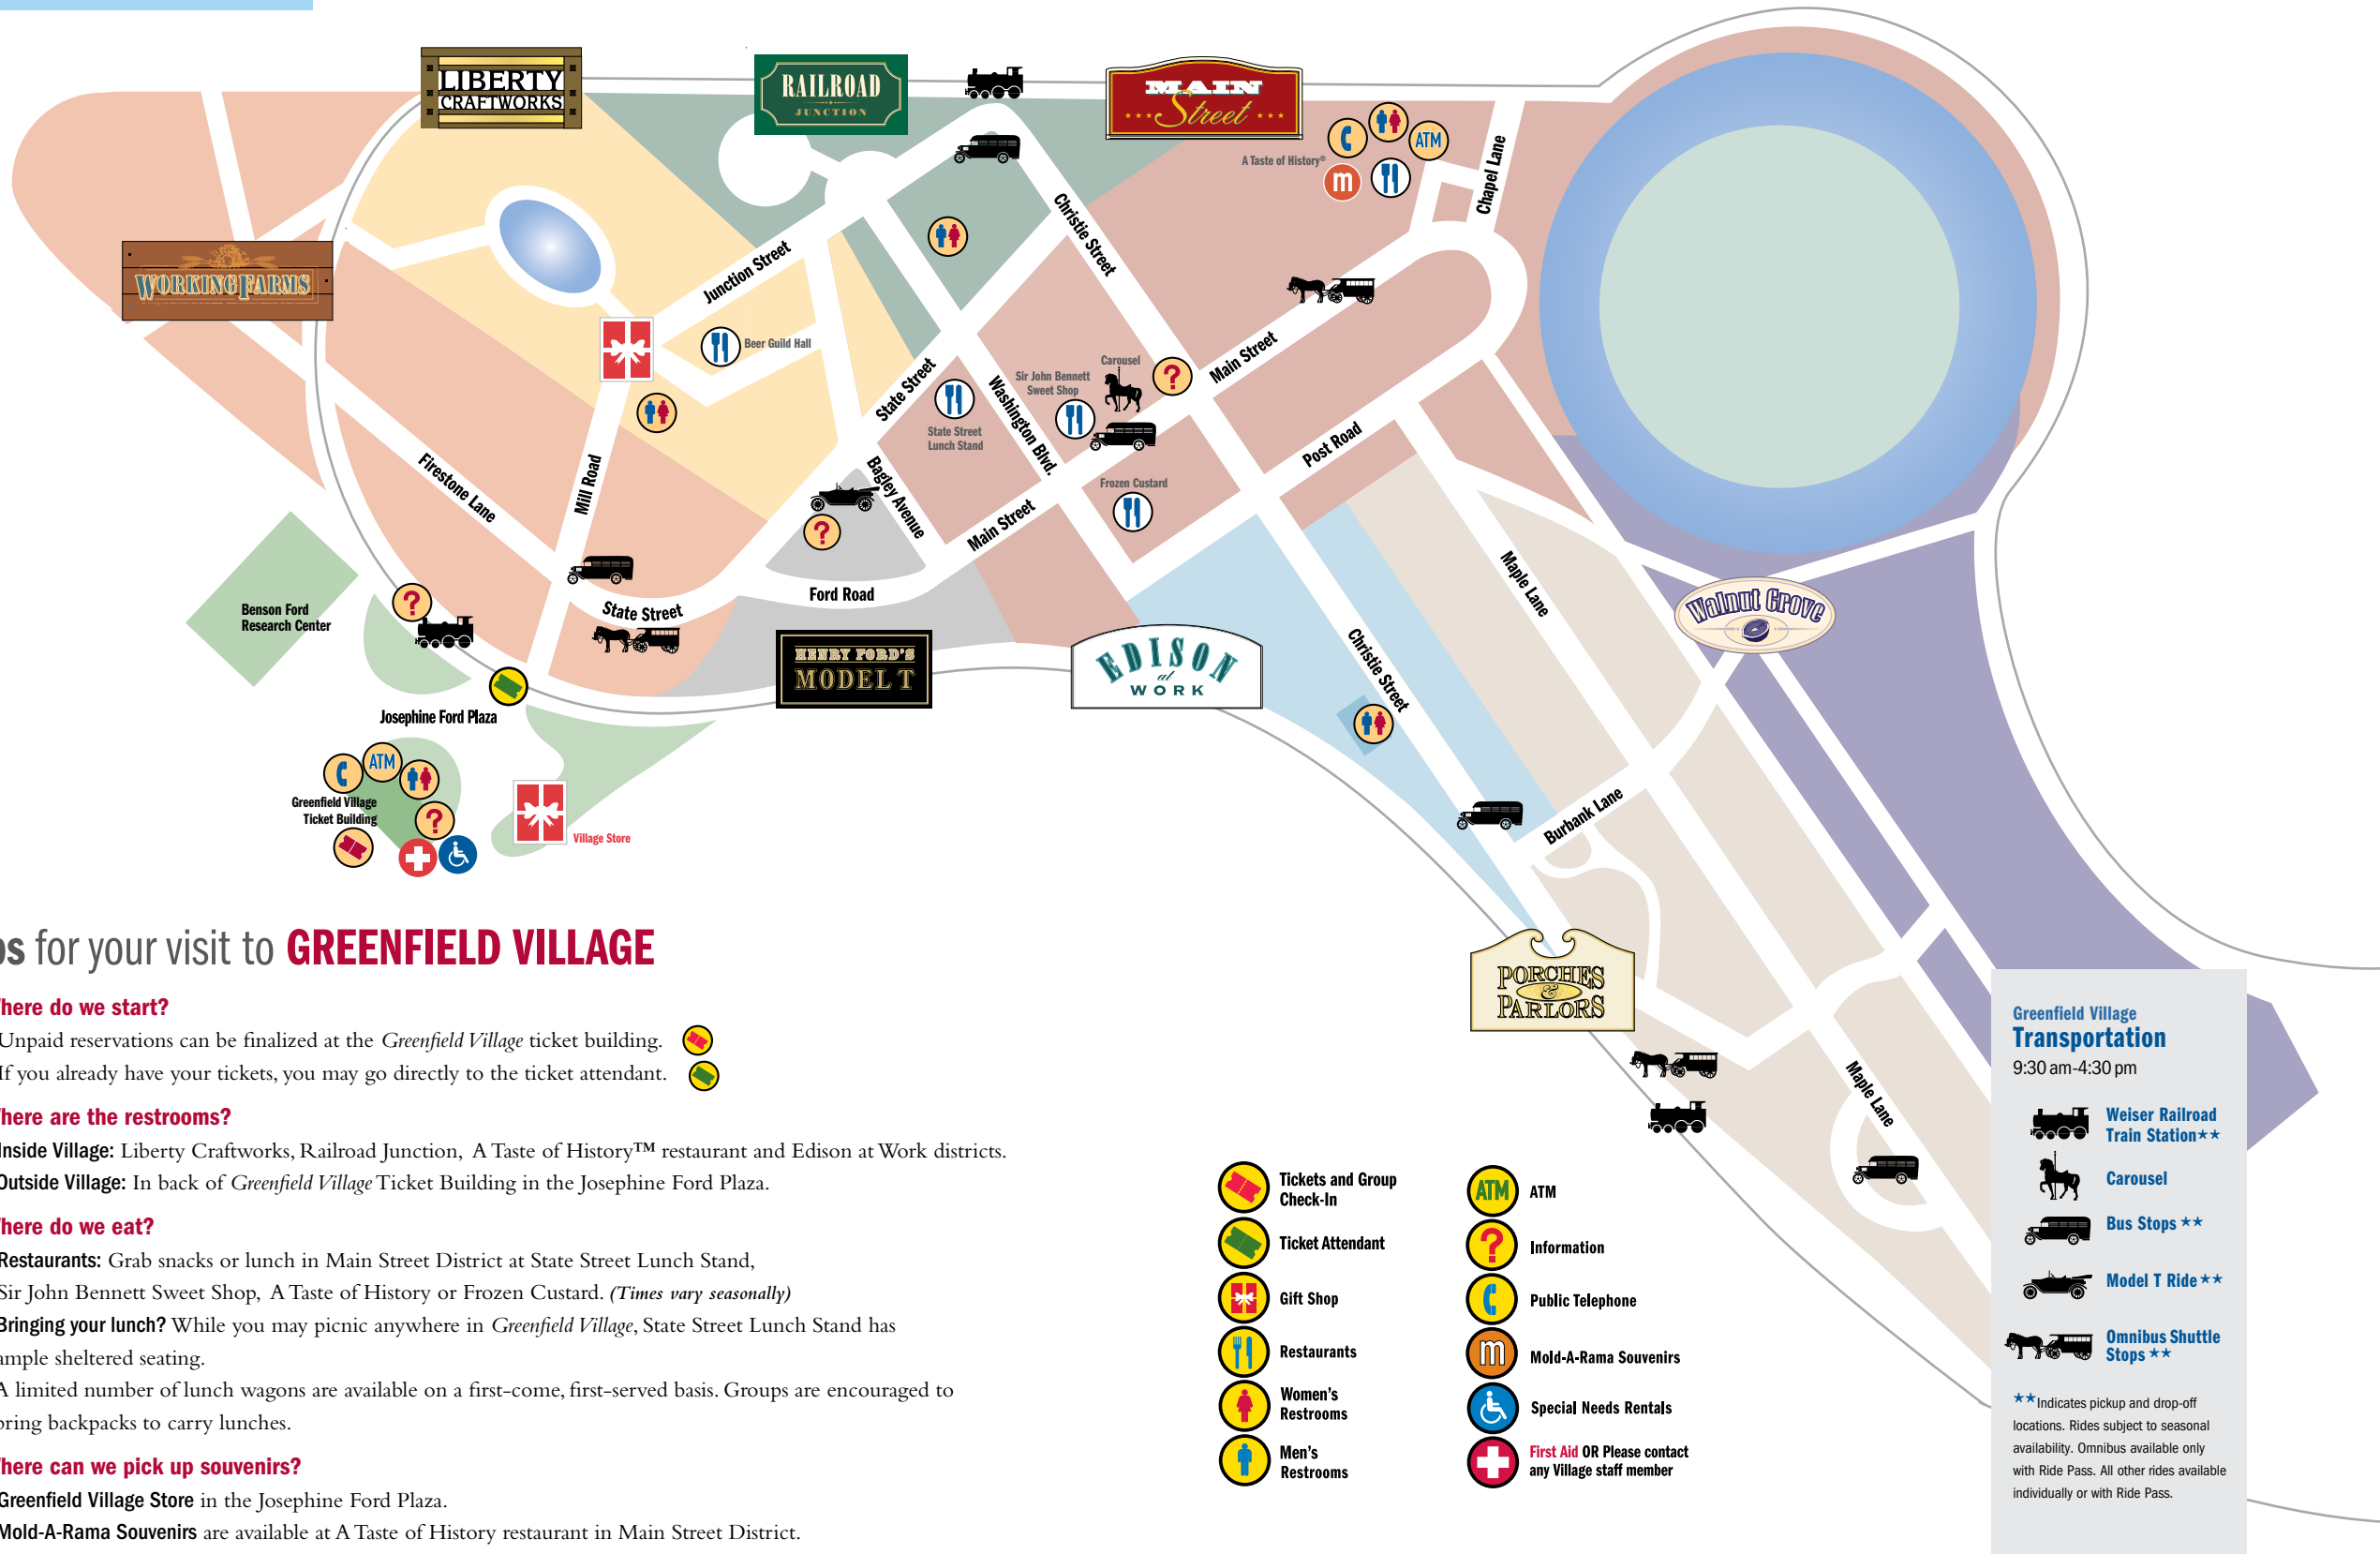 LIBERTY
CRAFTWORKS
RAILROAD
JUNCTION
MAIN
Street
A Taste of History®
ATM
m
Chapel Lane
Christie Street
WORKING FARMS
Junction Street
Beer Guild Hall
State Street
State Street
Lunch Stand
Washington Blvd.
Sir John Bennett
Sweet Shop
Carousel
?
Main Street
Post Road
Frozen Custard
Firestone Lane
Mill Road
Bagley Avenue
?
Main Street
Ford Road
State Street
Maple Lane
Walnut Grove
Benson Ford
Research Center
?
HENRY FORD'S
MODEL T
EDISON
at
WORK
Christie Street
Josephine Ford Plaza
ATM
Greenfield Village
Ticket Building
?
Village Store
Burbank Lane
PORCHES
&
PARLORS
Maple Lane
ps for your visit to GREENFIELD VILLAGE
here do we start?
Unpaid reservations can be finalized at the Greenfield Village ticket building.
If you already have your tickets, you may go directly to the ticket attendant.
here are the restrooms?
Inside Village: Liberty Craftworks, Railroad Junction, A Taste of History™ restaurant and Edison at Work districts.
Outside Village: In back of Greenfield Village Ticket Building in the Josephine Ford Plaza.
here do we eat?
Restaurants: Grab snacks or lunch in Main Street District at State Street Lunch Stand,
Sir John Bennett Sweet Shop, A Taste of History or Frozen Custard. (Times vary seasonally)
Bringing your lunch? While you may picnic anywhere in Greenfield Village, State Street Lunch Stand has
ample sheltered seating.
A limited number of lunch wagons are available on a first-come, first-served basis. Groups are encouraged to
bring backpacks to carry lunches.
here can we pick up souvenirs?
Greenfield Village Store in the Josephine Ford Plaza.
Mold-A-Rama Souvenirs are available at A Taste of History restaurant in Main Street District.
Tickets and Group
Check-In
Ticket Attendant
Gift Shop
Restaurants
Women's
Restrooms
Men's
Restrooms
ATM ATM
? Information
Public Telephone
m Mold-A-Rama Souvenirs
Special Needs Rentals
First Aid OR Please contact
any Village staff member
Greenfield Village
Transportation
9:30 am-4:30 pm
Weiser Railroad
Train Station★★
Carousel
Bus Stops ★★
Model T Ride ★★
Omnibus Shuttle
Stops ★★
★★Indicates pickup and drop-off
locations. Rides subject to seasonal
availability. Omnibus available only
with Ride Pass. All other rides available
individually or with Ride Pass.